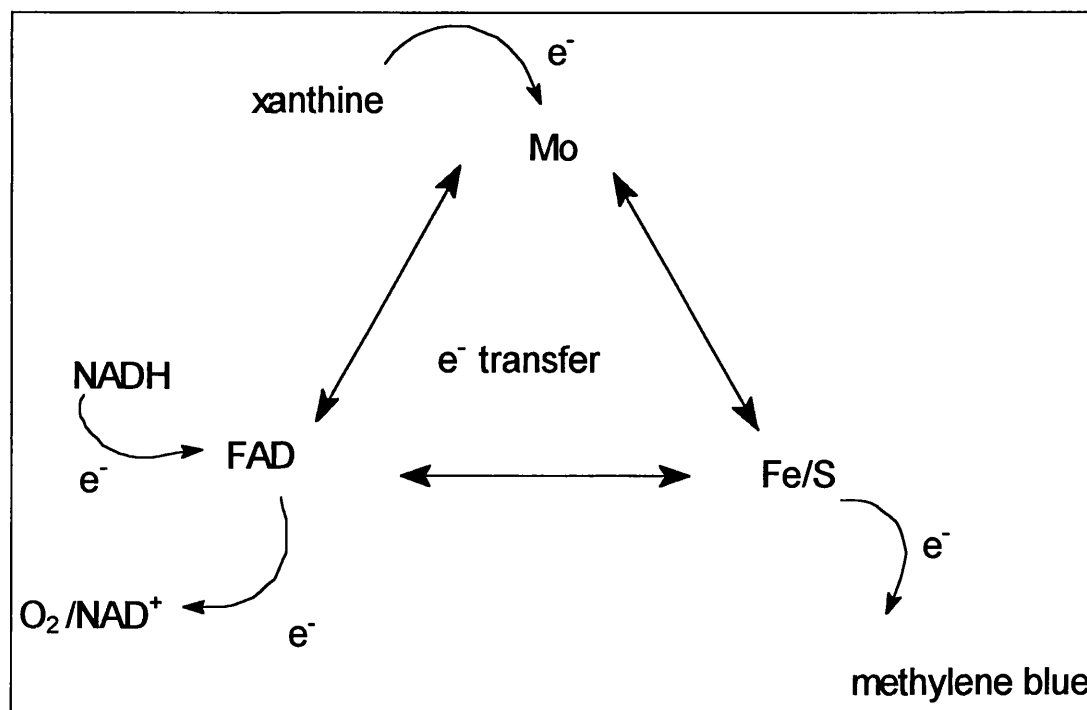 e⁻
xanthine
Mo
e⁻ transfer
NADH
FAD
Fe/S
e⁻
e⁻
O₂/NAD⁺
e⁻
methylene blue